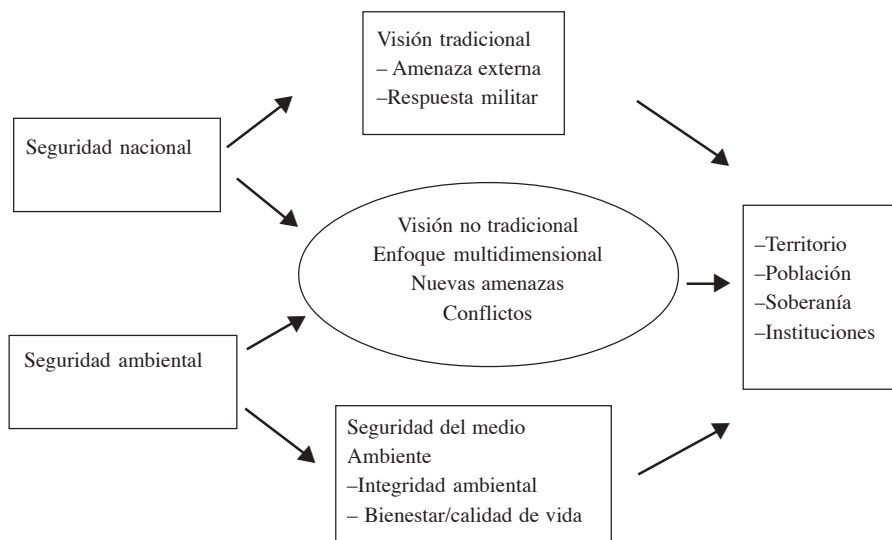 Visión tradicional
– Amenaza externa
–Respuesta militar
Seguridad nacional
Visión no tradicional
Enfoque multidimensional
Nuevas amenazas
Conflictos
–Territorio
–Población
–Soberanía
–Instituciones
Seguridad ambiental
Seguridad del medio
Ambiente
–Integridad ambiental
– Bienestar/calidad de vida